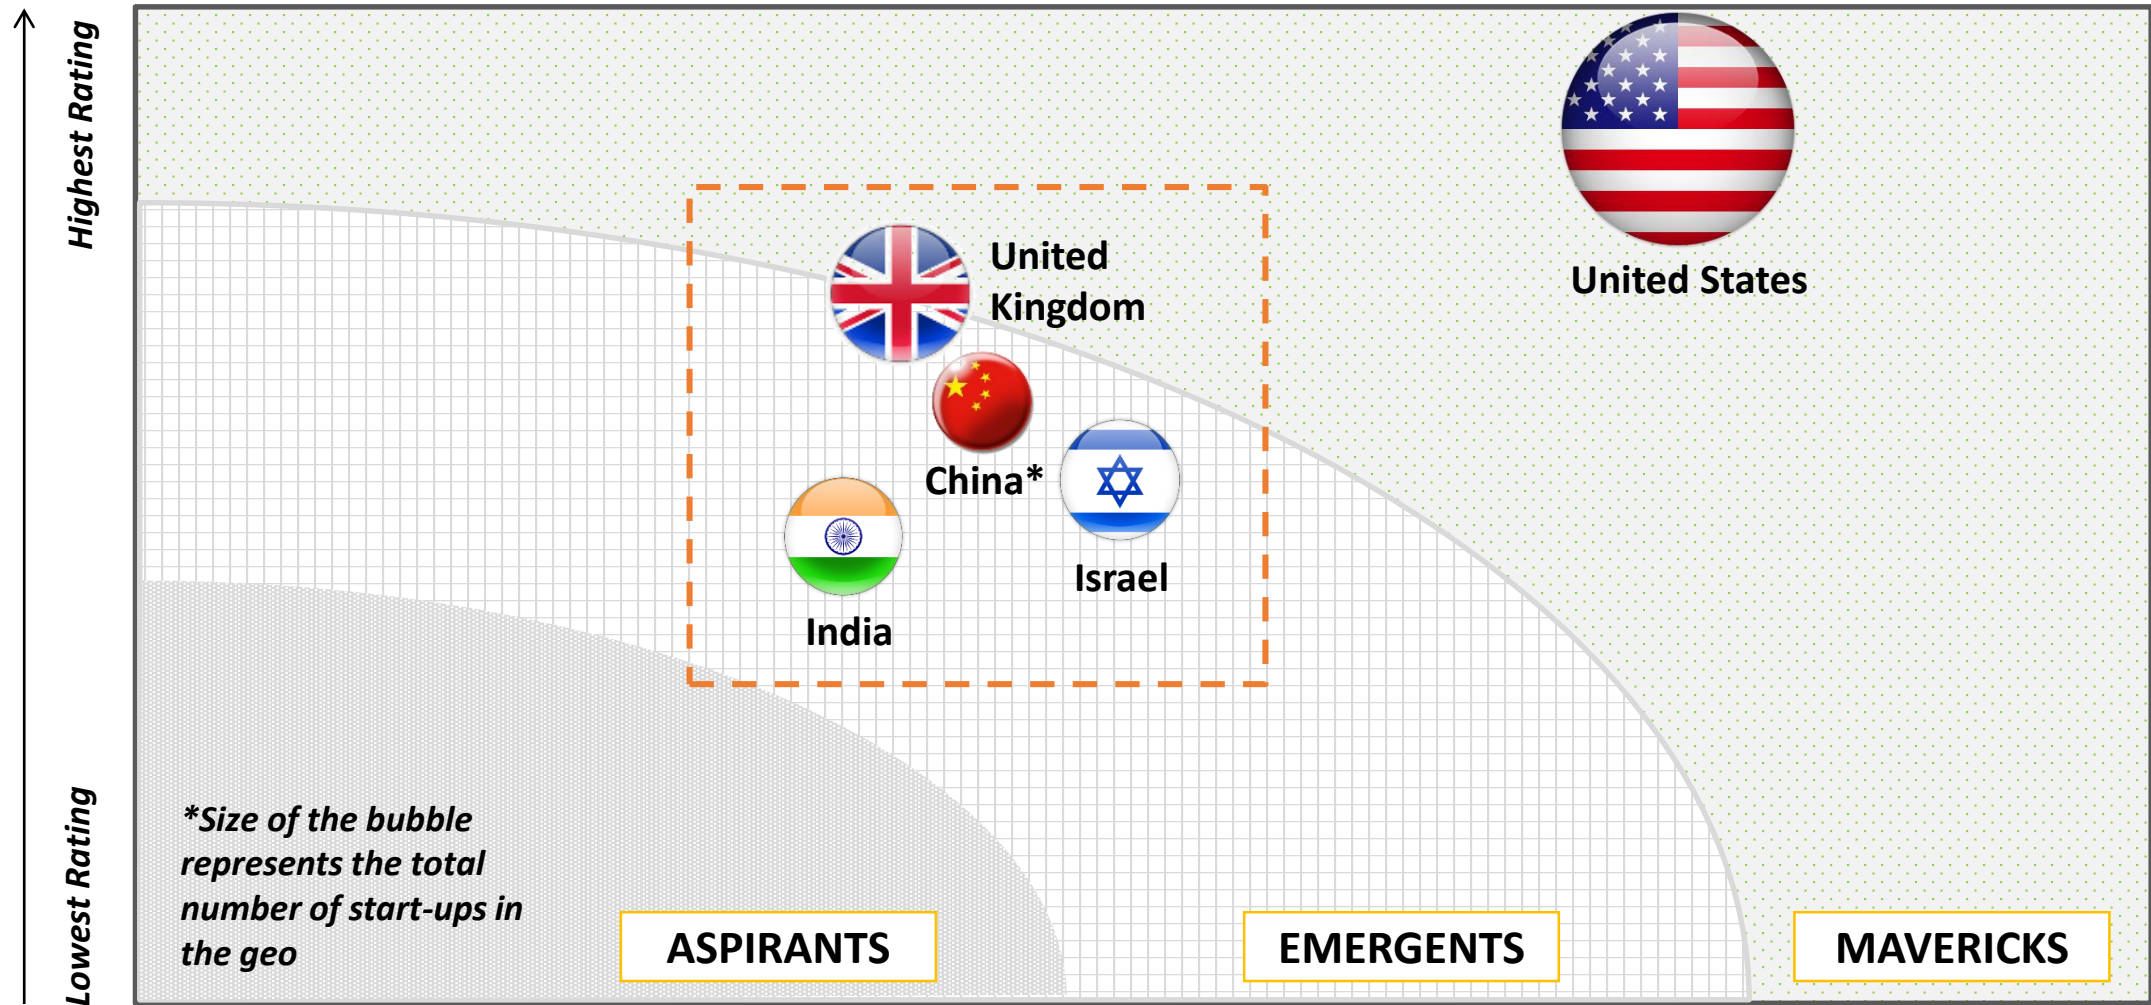 Highest Rating
United States
United
Kingdom
China*
Israel
India
*Size of the bubble
represents the total
number of start-ups in
the geo
Lowest Rating
ASPIRANTS
EMERGENTS
MAVERICKS